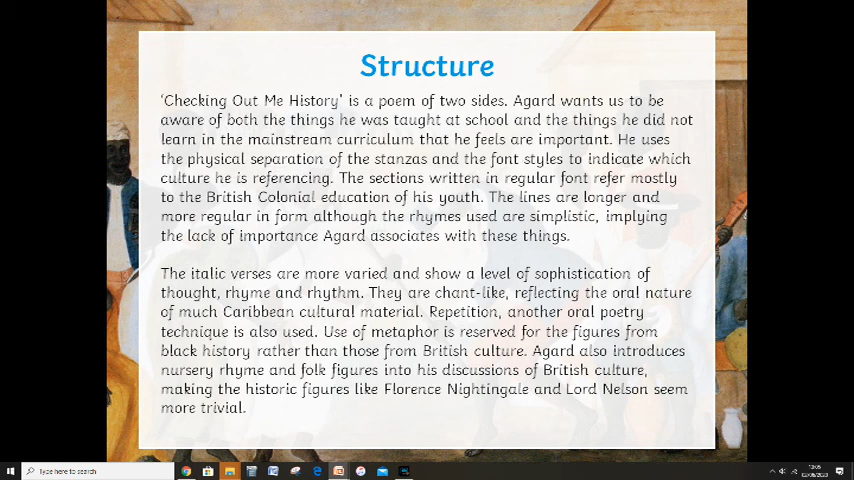 Structure
‘Checking Out Me History’ is a poem of two sides. Agard wants us to be
aware of both the things he was taught at school and the things he did not
learn in the mainstream curriculum that he feels are important. He uses
the physical separation of the stanzas and the font styles to indicate which
culture he is referencing. The sections written in regular font refer mostly
to the British Colonial education of his youth. The lines are longer and
more regular in form although the rhymes used are simplistic, implying
the lack of importance Agard associates with these things.
The italic verses are more varied and show a level of sophistication of
thought, rhyme and rhythm. They are chant-like, reflecting the oral nature
of much Caribbean cultural material. Repetition, another oral poetry
technique is also used. Use of metaphor is reserved for the figures from
black history rather than those from British culture. Agard also introduces
nursery rhyme and folk figures into his discussions of British culture,
making the historic figures like Florence Nightingale and Lord Nelson seem
more trivial.
Type here to search